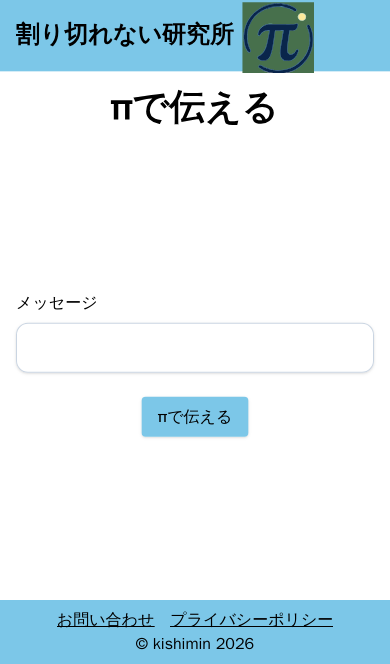 割り切れない研究所 π
πで伝える
メッセージ
πで伝える
お問い合わせ プライバシーポリシー
© kishimin 2026